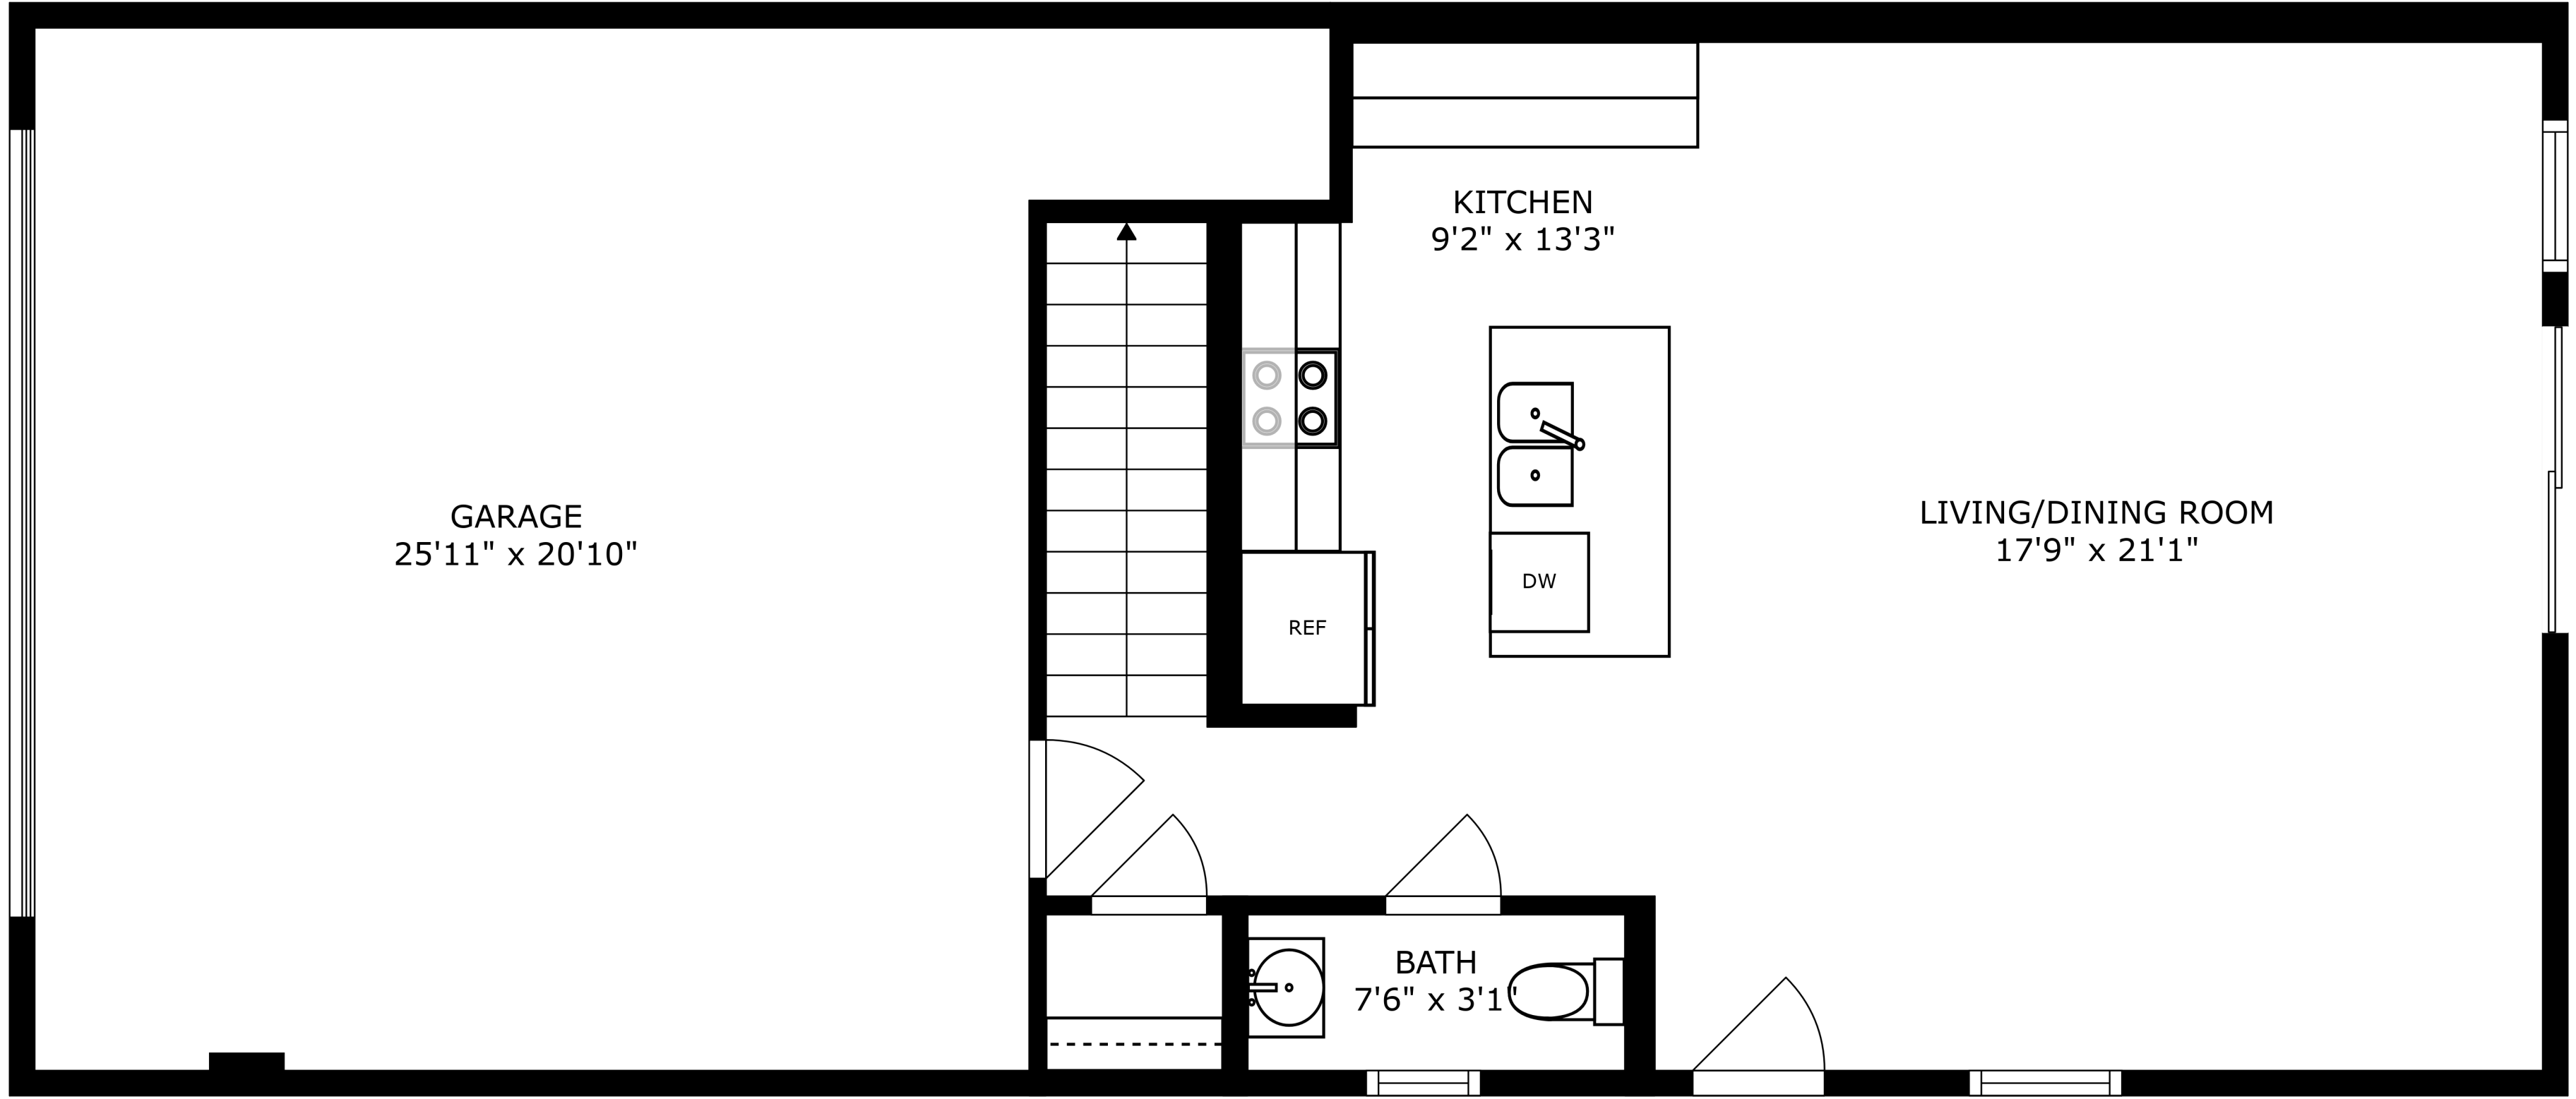 KITCHEN
9'2" x 13'3"
GARAGE
25'11" x 20'10"
LIVING/DINING ROOM
17'9" x 21'1"
DW
REF
BATH
7'6" x 3'1"